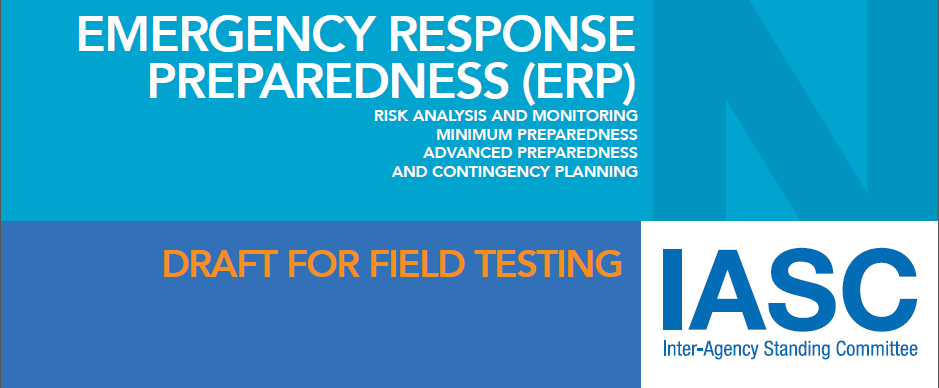 EMERGENCY RESPONSE
PREPAREDNESS (ERP)
RISK ANALYSIS AND MONITORING
MINIMUM PREPAREDNESS
ADVANCED PREPAREDNESS
AND CONTINGENCY PLANNING
N
DRAFT FOR FIELD TESTING
IASC
Inter-Agency Standing Committee